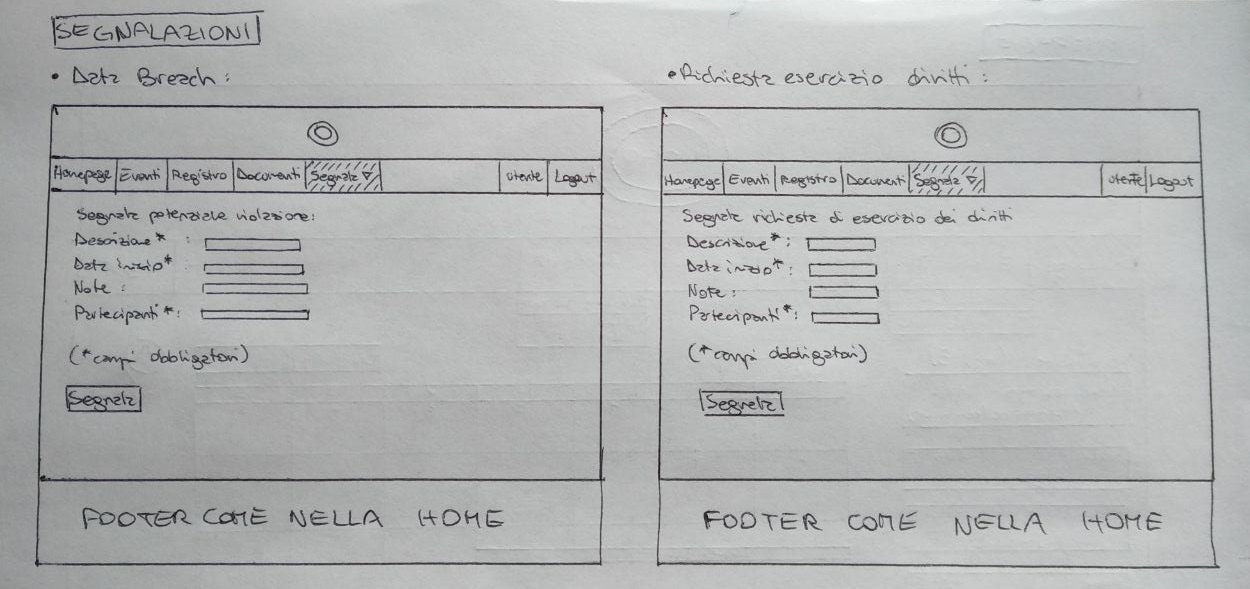 SEGNALAZIONI
• Data Breach:
Homepage Eventi Registro Documenti Segnala ▽ Utente Logout
Segnala potenziale violazione:
Descrizione* :
Data inizio*
Note :
Partecipanti*:
(*campi obbligatori)
Segnala
FOOTER COME NELLA HOME
• Richiesta esercizio diritti:
Homepage Eventi Registro Documenti Segnala ▽ Utente Logout
Segnala richiesta di esercizio dei diritti
Descrizione*:
Data inizio*:
Note:
Partecipanti*:
(*campi obbligatori)
Segnala
FOOTER COME NELLA HOME